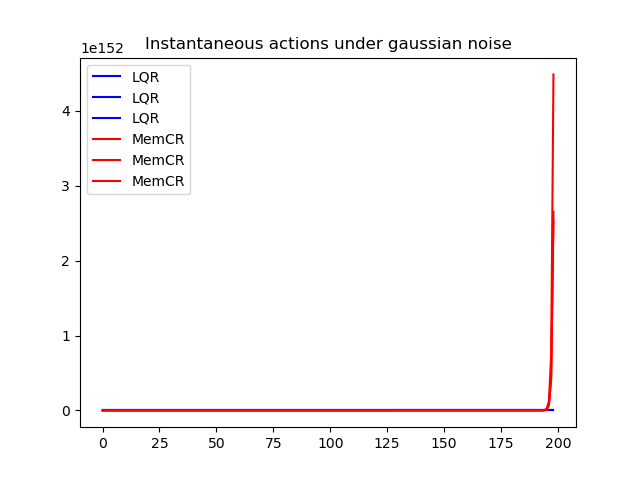 Instantaneous actions under gaussian noise
1e152
LQR
LQR
LQR
MemCR
MemCR
MemCR
4
3
2
1
0
0 25 50 75 100 125 150 175 200